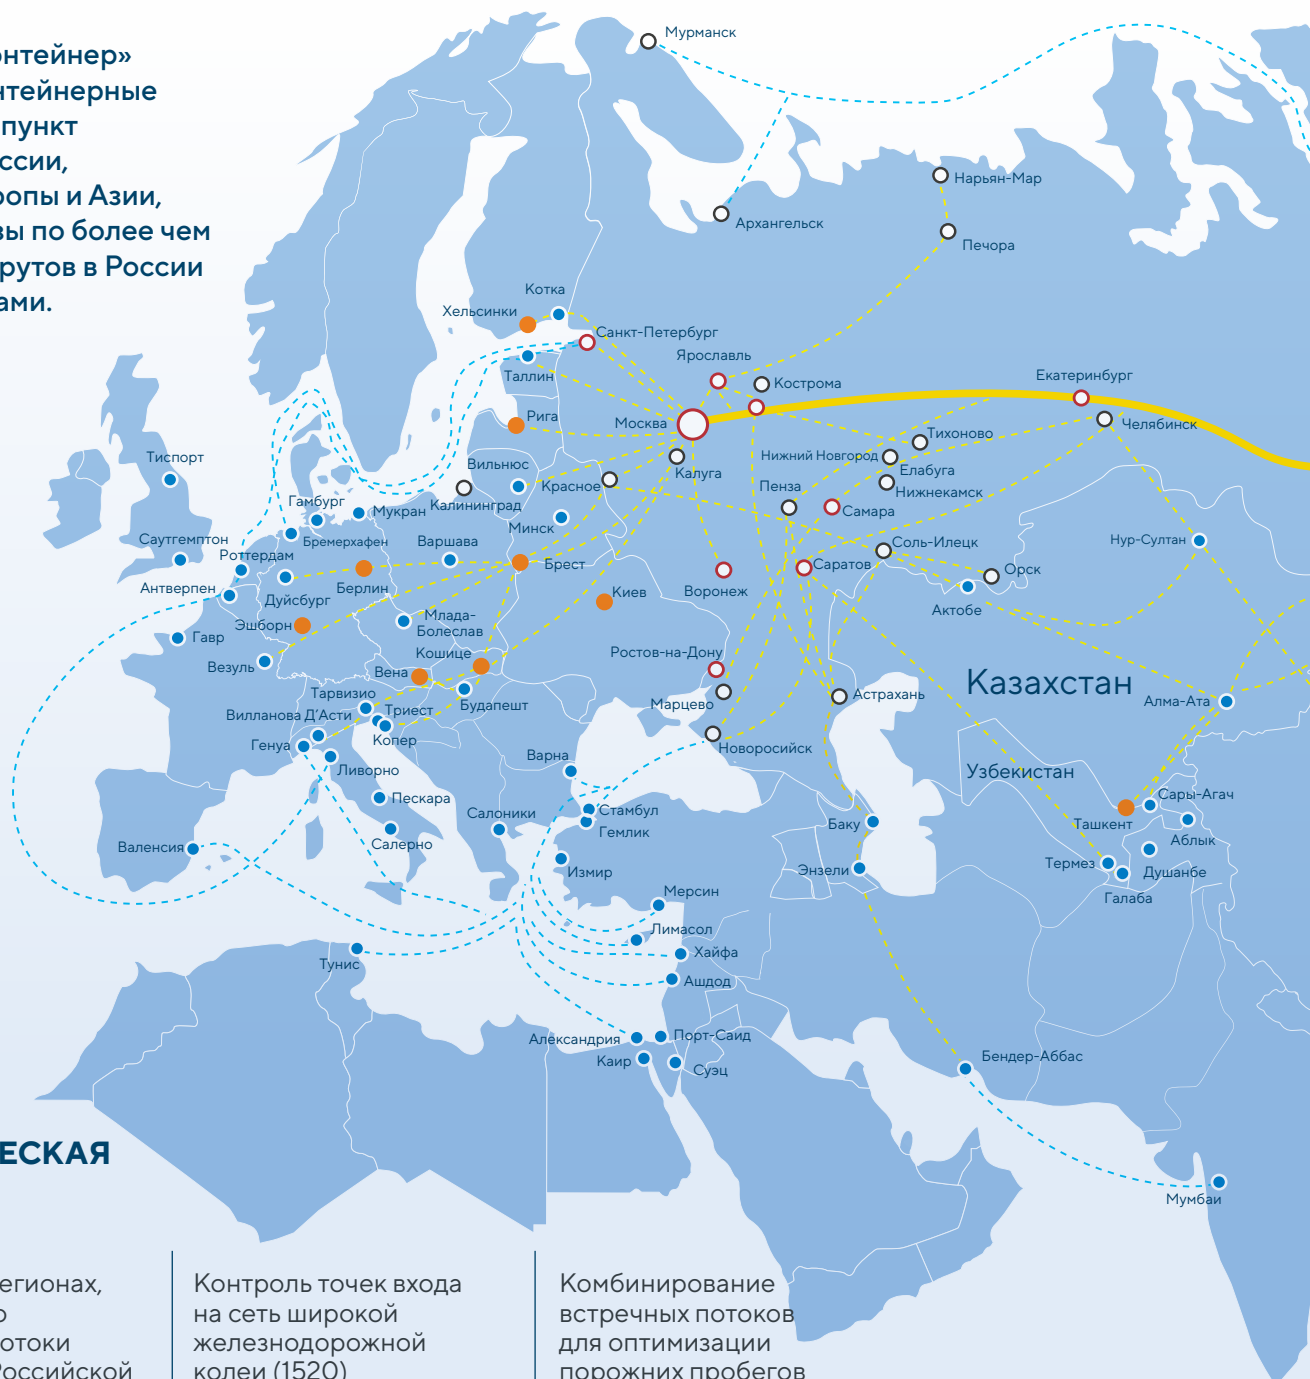 онтейнер»
нтейнерные
пункт
ссии,
ропы и Азии,
зы по более чем
рутов в России
ами.
Мурманск
Нарьян-Мар
Архангельск
Печора
Котка
Хельсинки
Санкт-Петербург
Ярославль
Таллин
Кострома
Екатеринбург
Рига
Москва
Челябинск
Тихоново
Тиспорт
Вильнюс
Нижний Новгород
Елабуга
Калуга
Красное
Пенза
Нижнекамск
Гамбург
Калининград
Мукран
Самара
Минск
Саутгемптон
Бремерхафен
Варшава
Соль-Илецк
Нур-Султан
Роттердам
Брест
Саратов
Орск
Антверпен
Берлин
Воронеж
Киев
Дуйсбург
Актобе
Эшборн
Млада-
Болеслав
Гавр
Кошице
Ростов-на-Дону
Везуль
Вена
Казахстан
Тарвизио
Астрахань
Алма-Ата
Будапешт
Марцево
Вилланова Д'Асти
Триест
Генуа
Копер
Новоросийск
Варна
Ливорно
Узбекистан
Пескара
Сары-Агач
Салоники
Стамбул
Ташкент
Баку
Гемлик
Аблык
Салерно
Валенсия
Термез
Энзели
Измир
Душанбе
Мерсин
Галаба
Лимасол
Хайфа
Тунис
Ашдод
Александрия
Порт-Саид
Каир
Суэц
Бендер-Аббас
Мумбаи
ЕСКАЯ
егионах,
о
отоки
Российской
Контроль точек входа
на сеть широкой
железнодорожной
колеи (1520)
Комбинирование
встречных потоков
для оптимизации
порожних пробегов